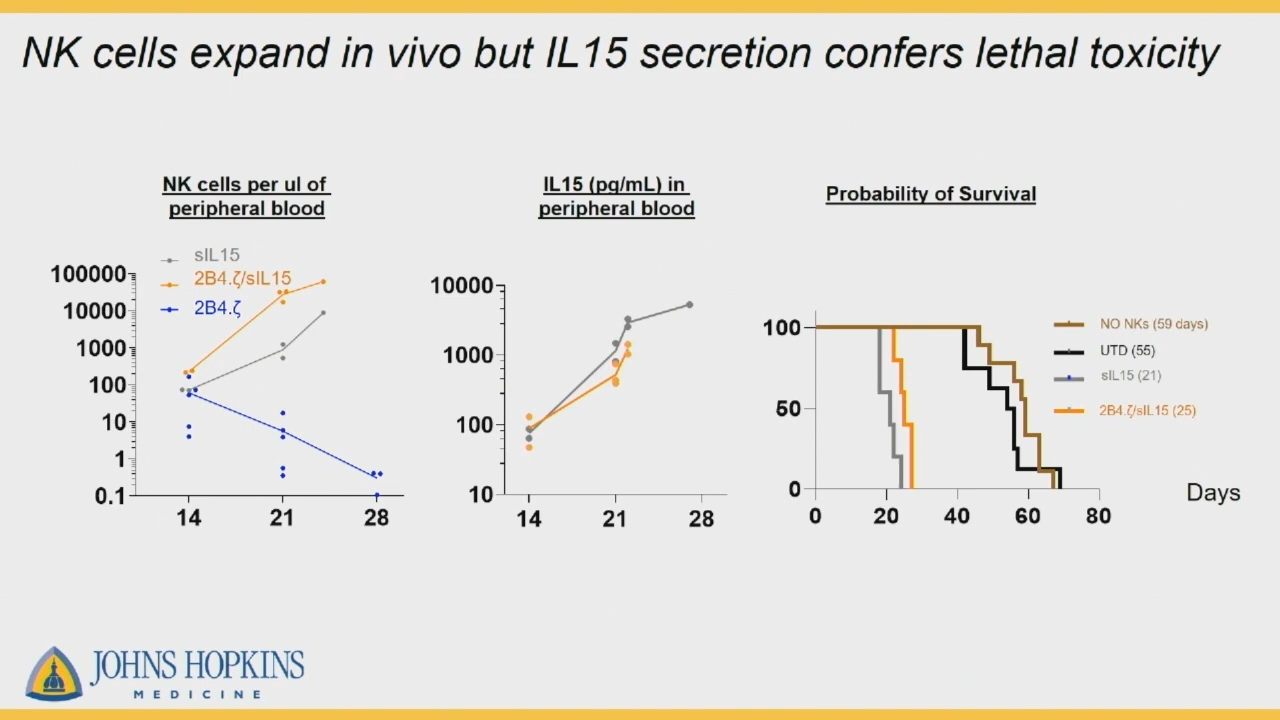 NK cells expand in vivo but IL15 secretion confers lethal toxicity
NK cells per ul of
peripheral blood
sIL15
2B4.ζ/sIL15
2B4.ζ
100000
10000
1000
100
10
1
0.1
14 21 28
IL15 (pg/mL) in
peripheral blood
10000
1000
100
10
14 21 28
Probability of Survival
100
50
0
0 20 40 60 80
NO NKs (59 days)
UTD (55)
sIL15 (21)
2B4.ζ/sIL15 (25)
Days
JOHNS HOPKINS
MEDICINE